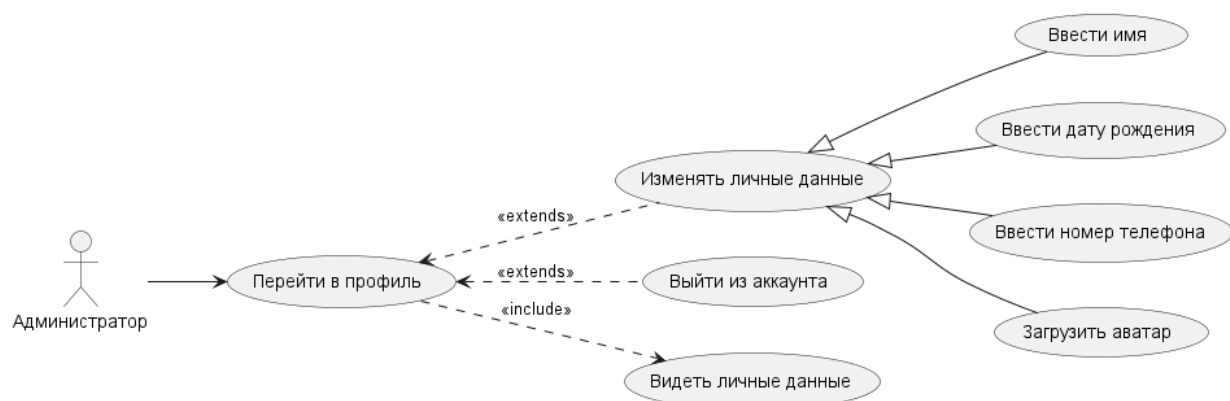 Ввести имя
Ввести дату рождения
Изменять личные данные
«extends»
Ввести номер телефона
Перейти в профиль
«extends»
Выйти из аккаунта
«include»
Администратор
Загрузить аватар
Видеть личные данные